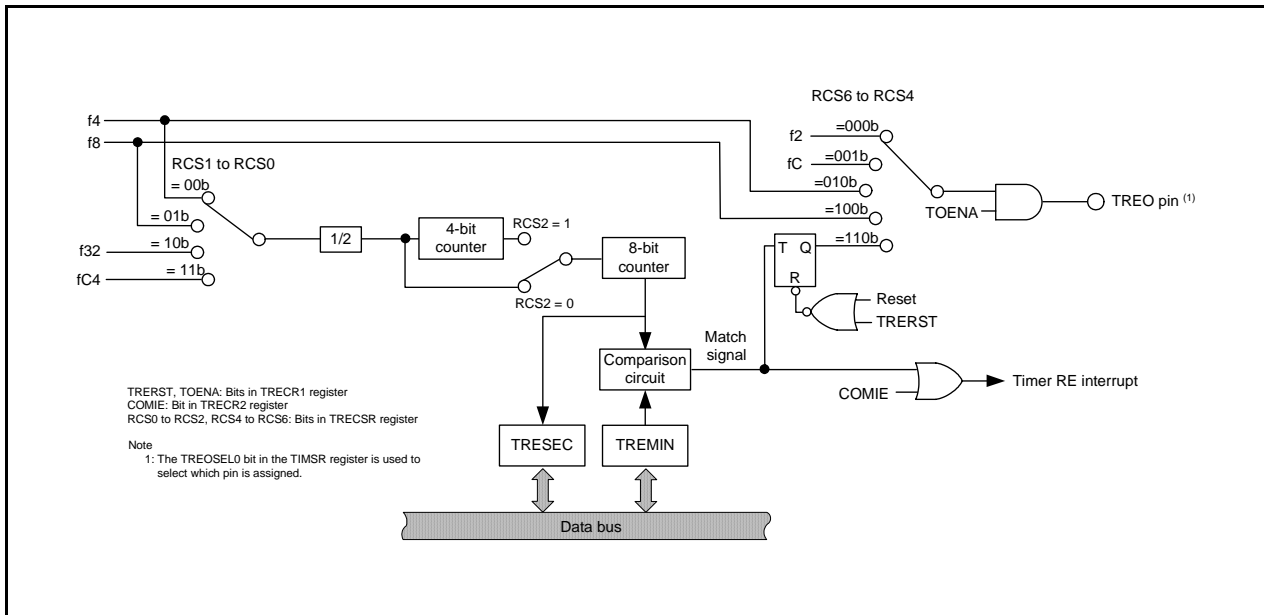 RCS6 to RCS4
f4
f8
f2
=000b
fC
=001b
RCS1 to RCS0
= 00b
=010b
= 01b
=100b
TOENA
TREO pin (1)
f32
= 10b
1/2
4-bit
counter
RCS2 = 1
8-bit
counter
T Q
=110b
fC4
= 11b
RCS2 = 0
R
Reset
TRERST
Match
signal
Comparison
circuit
COMIE
Timer RE interrupt
TRERST, TOENA: Bits in TRECR1 register
COMIE: Bit in TRECR2 register
RCS0 to RCS2, RCS4 to RCS6: Bits in TRECSR register
Note
1: The TREOSEL0 bit in the TIMSR register is used to
select which pin is assigned.
TRESEC
TREMIN
Data bus